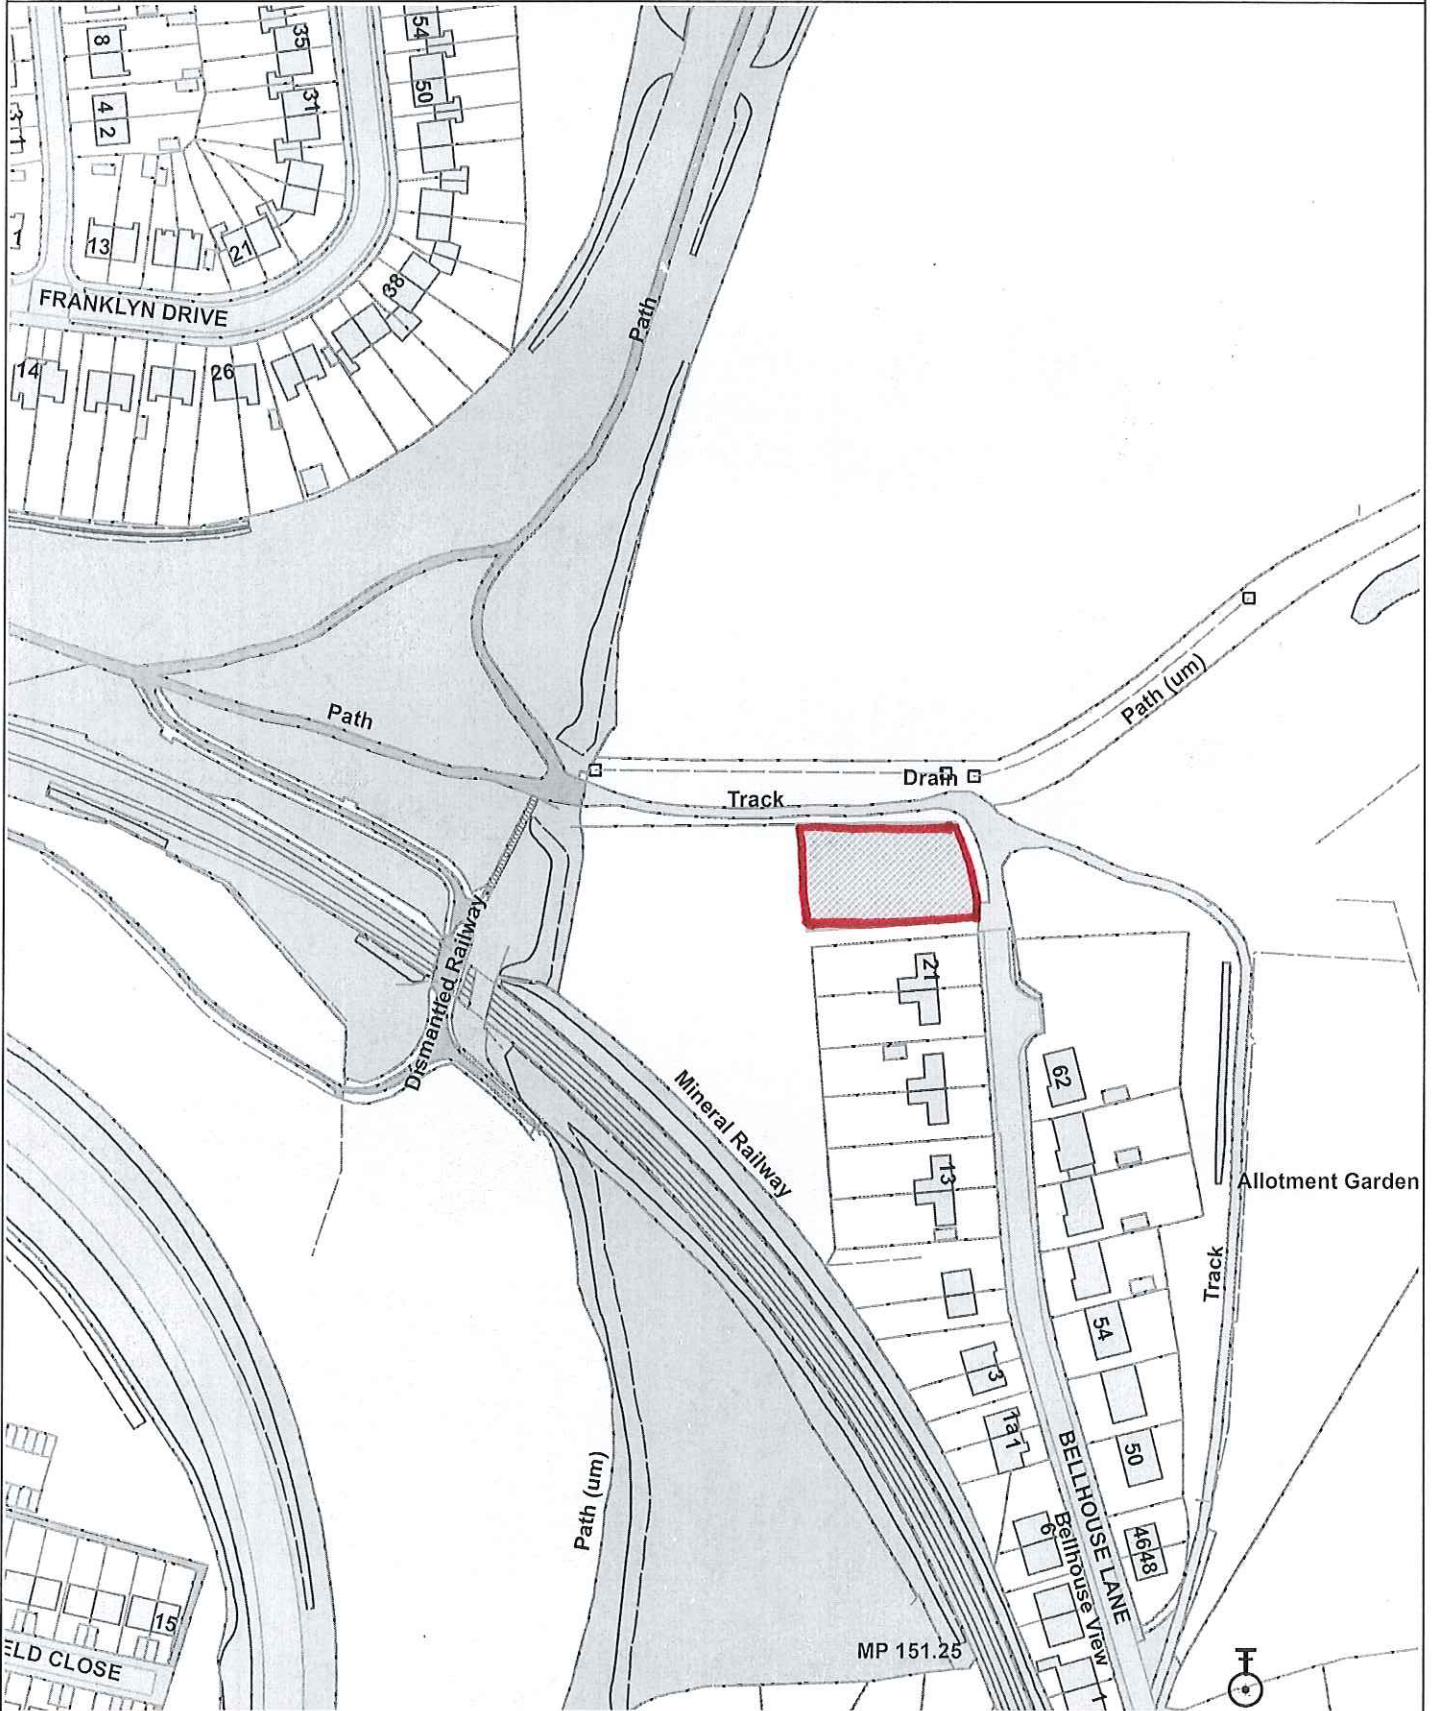 8
35
54
50
4 2
31
13
21
38
FRANKLYN DRIVE
Path
14
26
Path (um)
Path
Drain
Track
Dismantled Railway
21
Mineral Railway
62
13
Allotment Garden
Track
54
3
1a 1
BELLHOUSE LANE
50
Path (um)
6
Bellhouse View
46 48
15
ELD CLOSE
MP 151.25
1